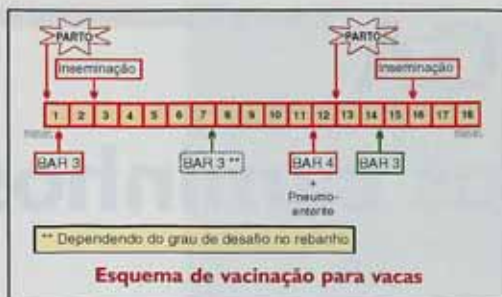 PARTO
PARTO
Inseminação
Inseminação
1 2 3 4 5 6 7 8 9 10 11 12 13 14 15 16 17 18
BAR 3
BAR 3 **
BAR 4
+
Pneumo-
enterite
BAR 3
** Dependendo do grau de desafio no rebanho
Esquema de vacinação para vacas